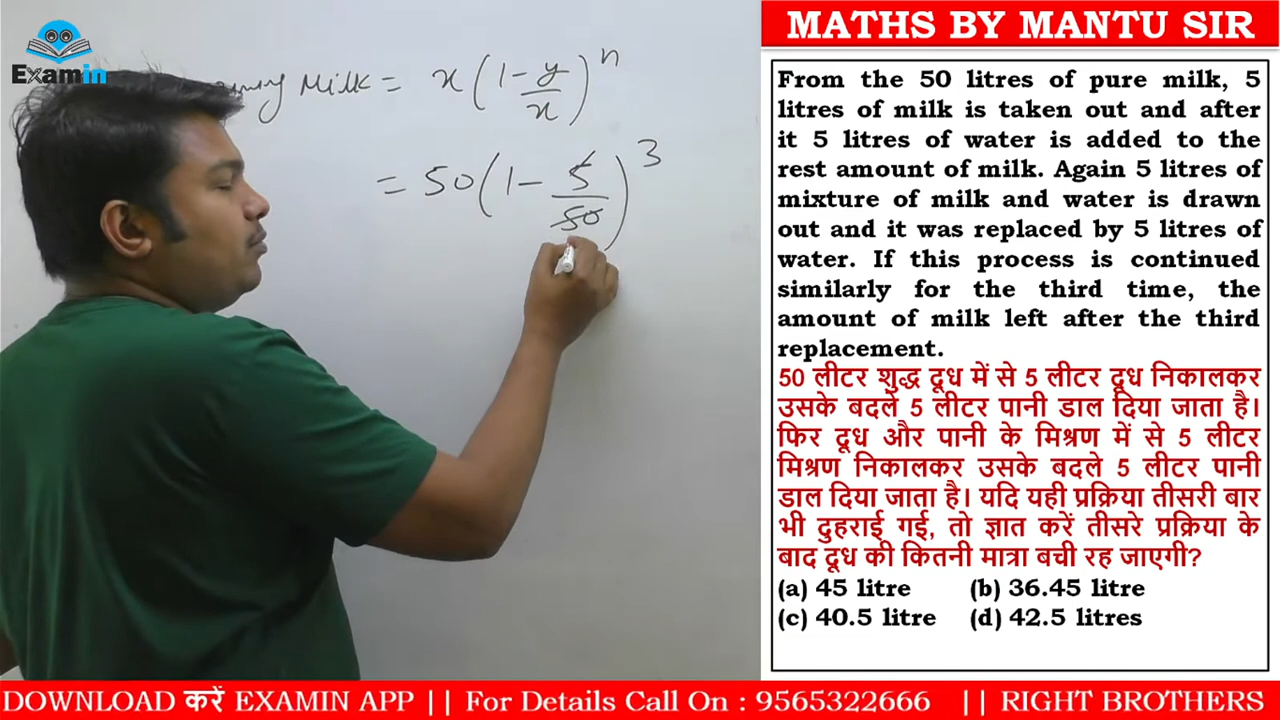 Examin
MATHS BY MANTU SIR
Milk = x(1-y/x)^n
= 50(1-5/50)^3
From the 50 litres of pure milk, 5
litres of milk is taken out and after
it 5 litres of water is added to the
rest amount of milk. Again 5 litres of
mixture of milk and water is drawn
out and it was replaced by 5 litres of
water. If this process is continued
similarly for the third time, the
amount of milk left after the third
replacement.
50 लीटर शुद्ध दूध में से 5 लीटर दूध निकालकर
उसके बदले 5 लीटर पानी डाल दिया जाता है।
फिर दूध और पानी के मिश्रण में से 5 लीटर
मिश्रण निकालकर उसके बदले 5 लीटर पानी
डाल दिया जाता है। यदि यही प्रक्रिया तीसरी बार
भी दुहराई गई, तो ज्ञात करें तीसरे प्रक्रिया के
बाद दूध की कितनी मात्रा बची रह जाएगी?
(a) 45 litre (b) 36.45 litre
(c) 40.5 litre (d) 42.5 litres
DOWNLOAD करें EXAMIN APP || For Details Call On : 9565322666 || RIGHT BROTHERS